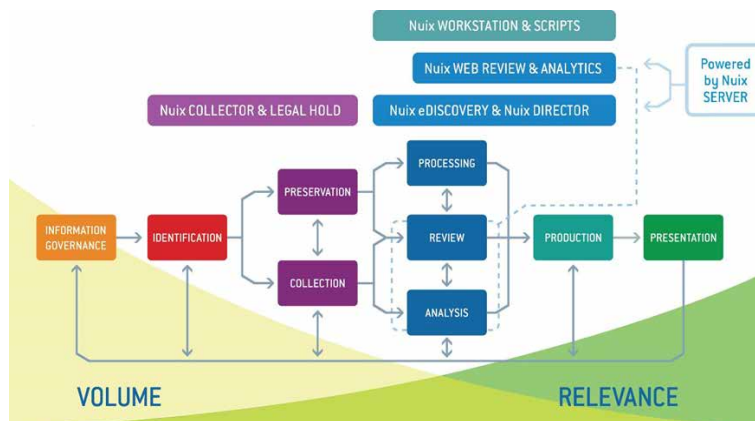 Nuix WORKSTATION & SCRIPTS
Nuix WEB REVIEW & ANALYTICS
Powered
by Nuix
SERVER
Nuix COLLECTOR & LEGAL HOLD
Nuix eDISCOVERY & Nuix DIRECTOR
PROCESSING
PRESERVATION
INFORMATION
GOVERNANCE
IDENTIFICATION
REVIEW
PRODUCTION
PRESENTATION
COLLECTION
ANALYSIS
VOLUME
RELEVANCE